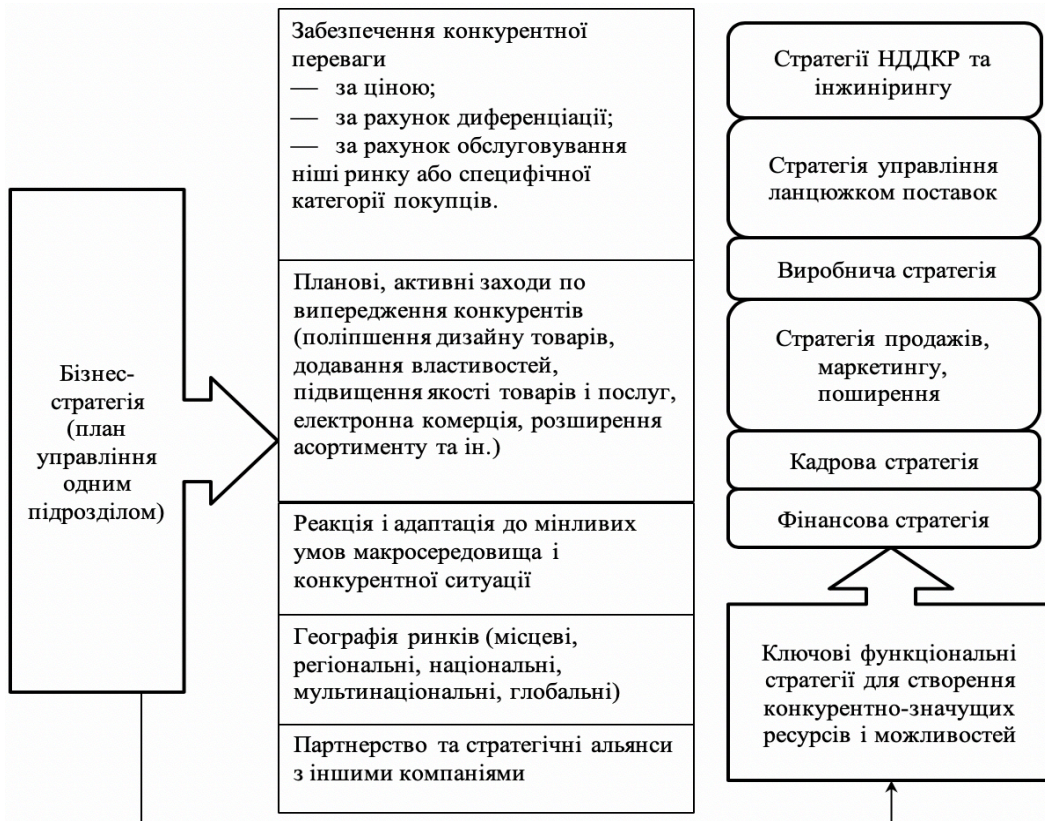 Бізнес-
стратегія
(план
управління
одним
підрозділом)
Забезпечення конкурентної
переваги
— за ціною;
— за рахунок диференціації;
— за рахунок обслуговування
ніші ринку або специфічної
категорії покупців.
Планові, активні заходи по
випередження конкурентів
(поліпшення дизайну товарів,
додавання властивостей,
підвищення якості товарів і послуг,
електронна комерція, розширення
асортименту та ін.)
Реакція і адаптація до мінливих
умов макросередовища і
конкурентної ситуації
Географія ринків (місцеві,
регіональні, національні,
мультинаціональні, глобальні)
Партнерство та стратегічні альянси
з іншими компаніями
Стратегії НДДКР та
інжинірингу
Стратегія управління
ланцюжком поставок
Виробнича стратегія
Стратегія продажів,
маркетингу,
поширення
Кадрова стратегія
Фінансова стратегія
Ключові функціональні
стратегії для створення
конкурентно-значущих
ресурсів і можливостей